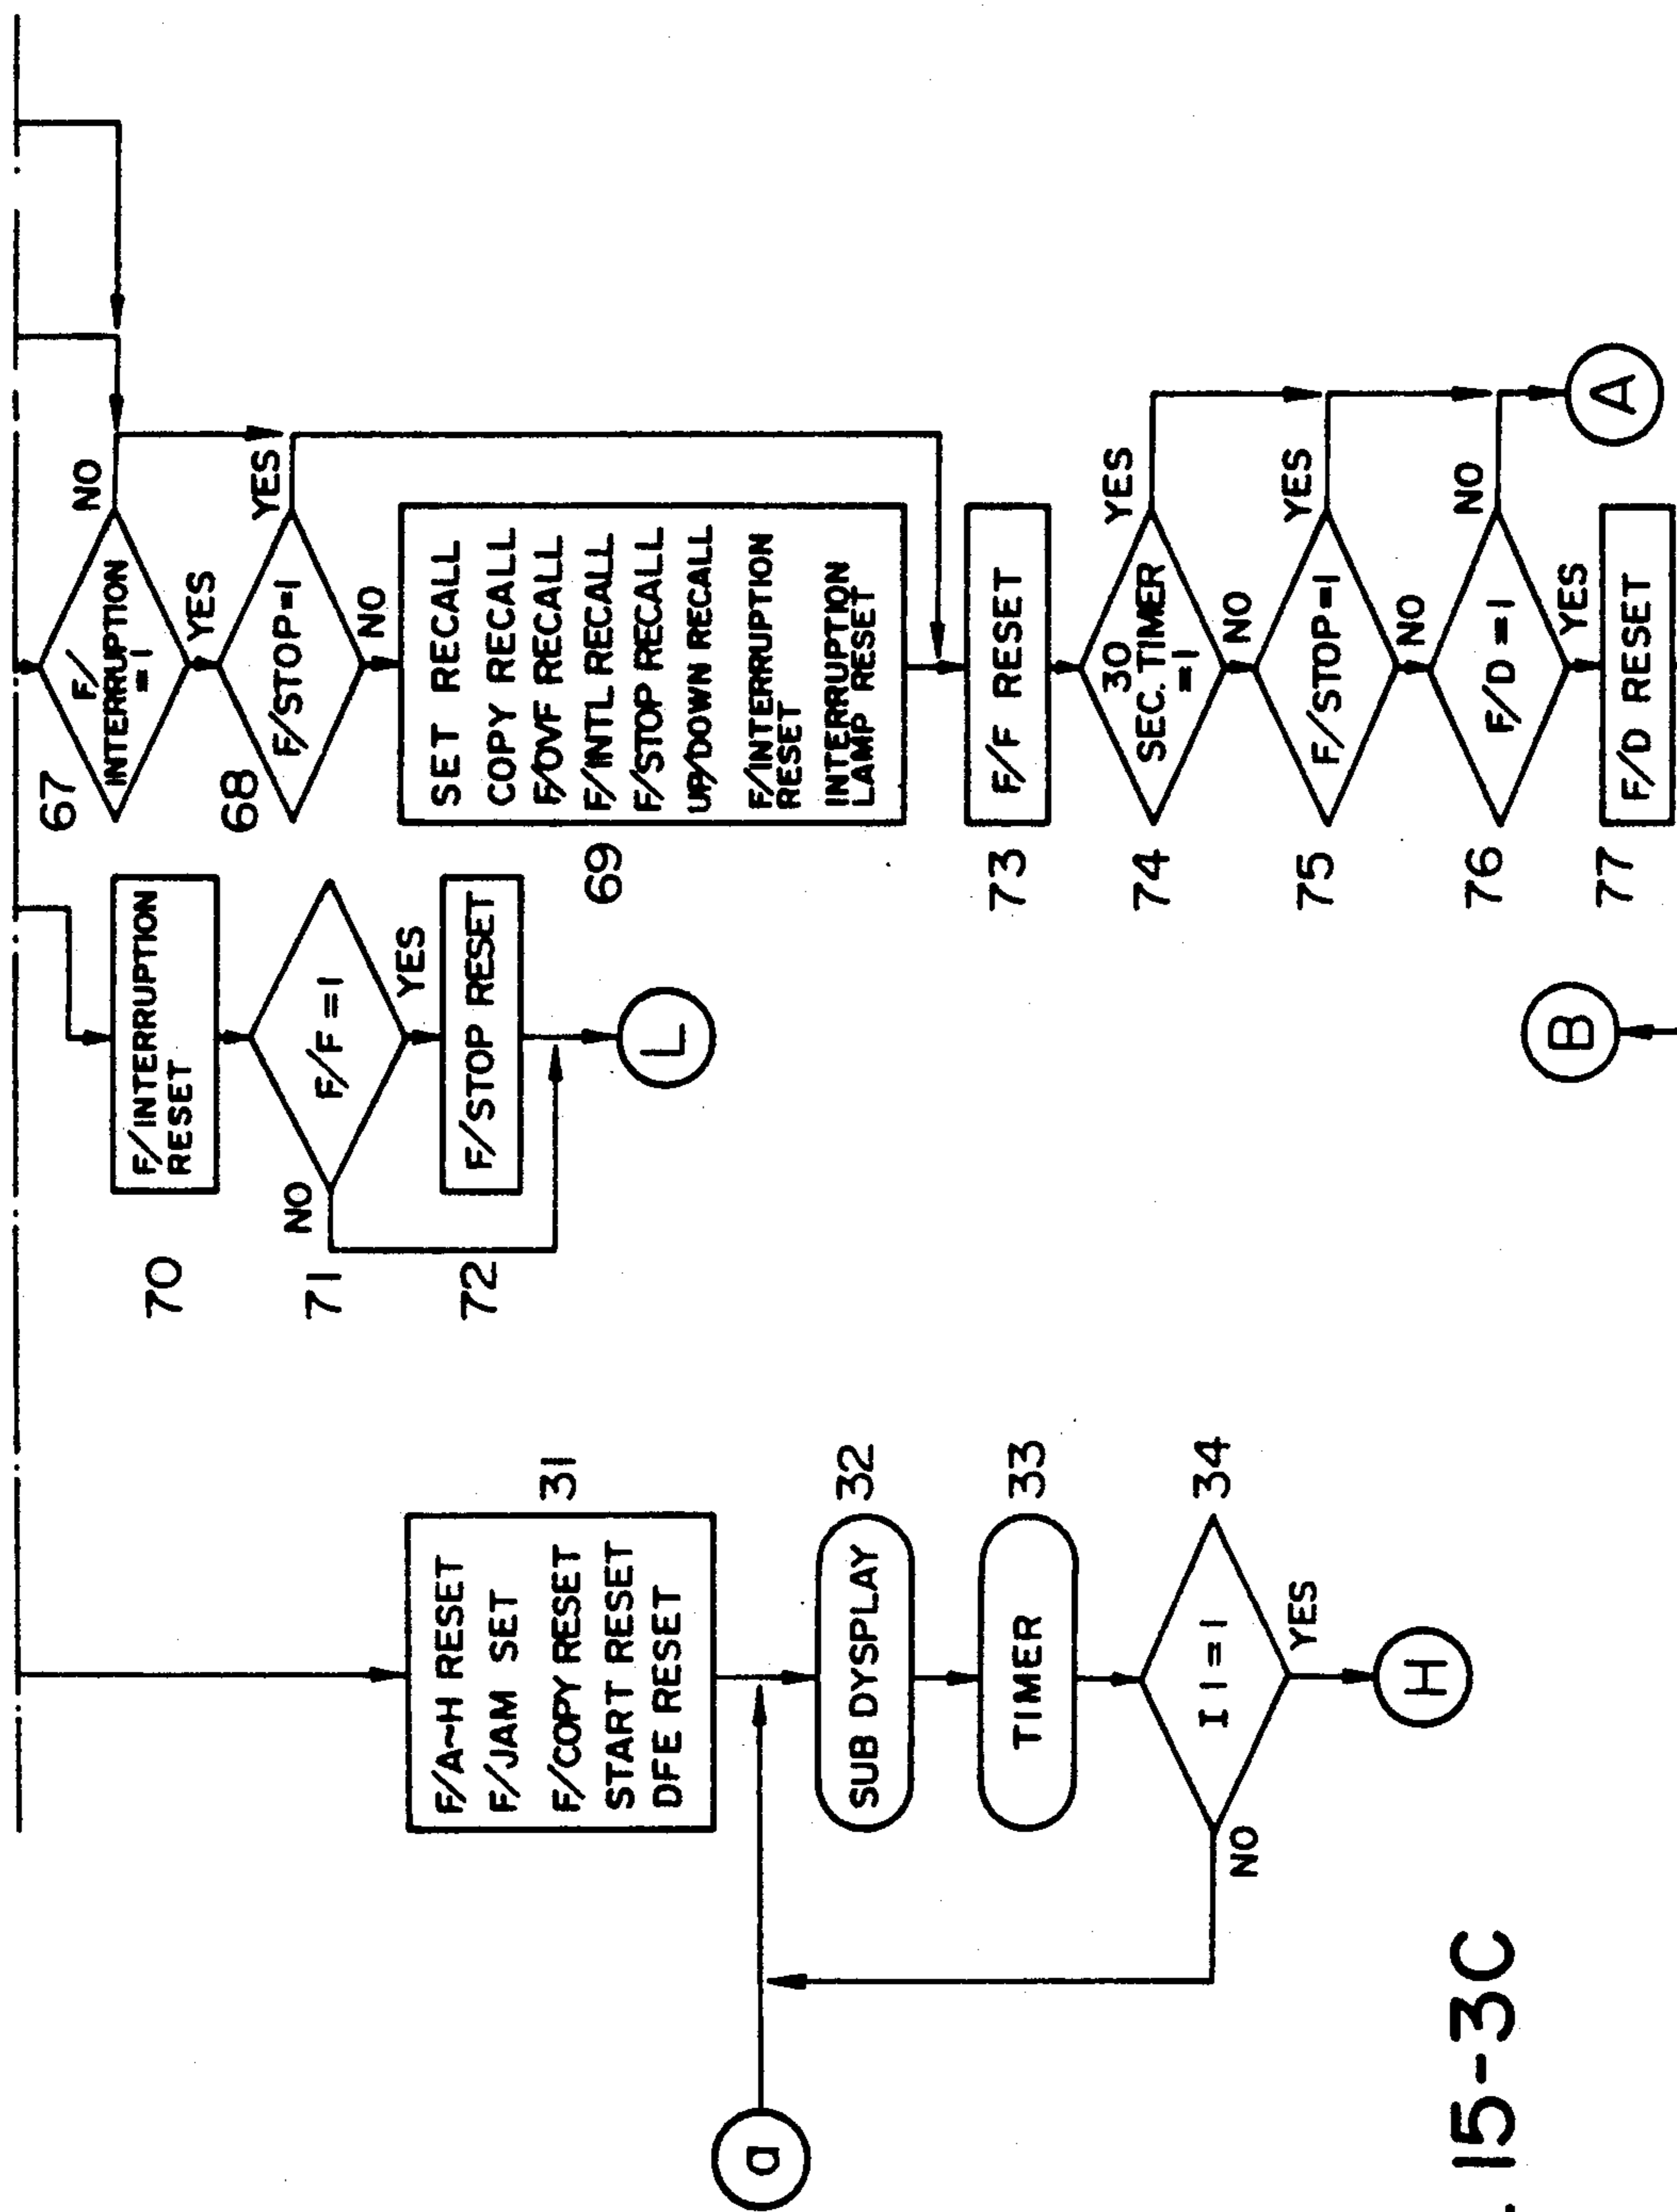 F/A~H RESET
F/JAM SET
F/COPY RESET
START RESET
DFE RESET
31
a
SUB DYSPLAY
32
TIMER
33
I1=1
34
NO
YES
H
70
F/INTERRUPTION
RESET
71
F/F=1
NO
YES
72
F/STOP RESET
L
67
F/
INTERRUPTION
=1
NO
YES
68
F/STOP=1
YES
NO
69
SET RECALL
COPY RECALL
F/OVF RECALL
F/INTL RECALL
F/STOP RECALL
UP/DOWN RECALL
F/INTERRUPTION
RESET
INTERRUPTION
LAMP RESET
73
F/F RESET
74
30
SEC.TIMER
=1
YES
NO
75
F/STOP=1
YES
NO
76
F/D=1
NO
YES
77
F/D RESET
A
B
. 15-3C